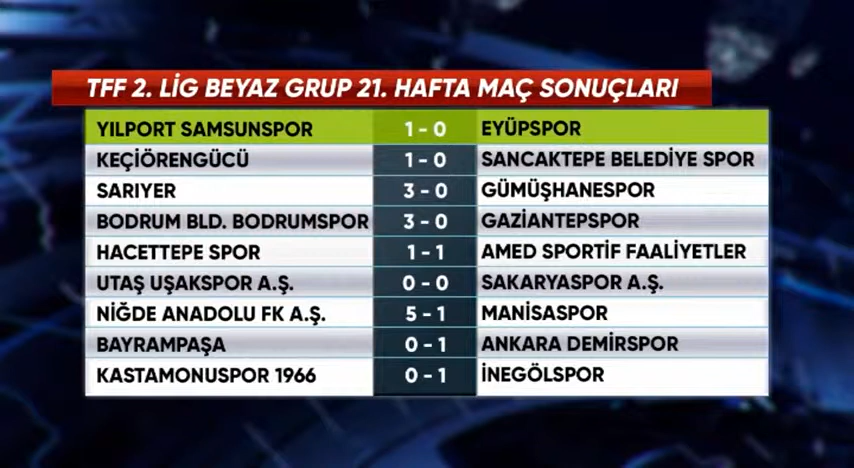 TFF 2. LİG BEYAZ GRUP 21. HAFTA MAÇ SONUÇLARI
YILPORT SAMSUNSPOR 1 - 0 EYÜPSPOR
KEÇİÖRENGÜCÜ 1 - 0 SANCAKTEPE BELEDİYE SPOR
SARIYER 3 - 0 GÜMÜŞHANESPOR
BODRUM BLD. BODRUMSPOR 3 - 0 GAZİANTEPSPOR
HACETTEPE SPOR 1 - 1 AMED SPORTİF FAALİYETLER
UTAŞ UŞAKSPOR A.Ş. 0 - 0 SAKARYASPOR A.Ş.
NİĞDE ANADOLU FK A.Ş. 5 - 1 MANİSASPOR
BAYRAMPAŞA 0 - 1 ANKARA DEMİRSPOR
KASTAMONUSPOR 1966 0 - 1 İNEGÖLSPOR